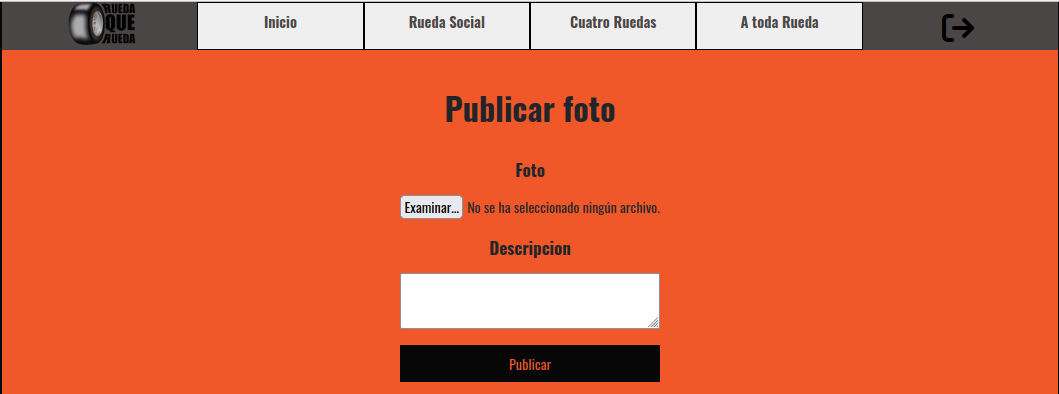 RUEDA
QUE
RUEDA
Inicio
Rueda Social
Cuatro Ruedas
A toda Rueda
Publicar foto
Foto
Examinar... No se ha seleccionado ningún archivo.
Descripcion
Publicar